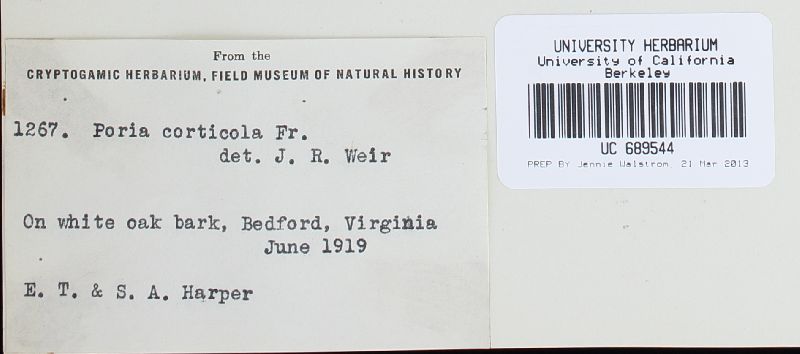 From the
CRYPTOGAMIC HERBARIUM, FIELD MUSEUM OF NATURAL HISTORY
1267. Poria corticola Fr.
det. J. R. Weir
On white oak bark, Bedford, Virginia
June 1919
E. T. & S. A. Harper
UNIVERSITY HERBARIUM
University of California
Berkeley
UC 689544
PREP BY Jennie Walstrom, 21 Mar 2013